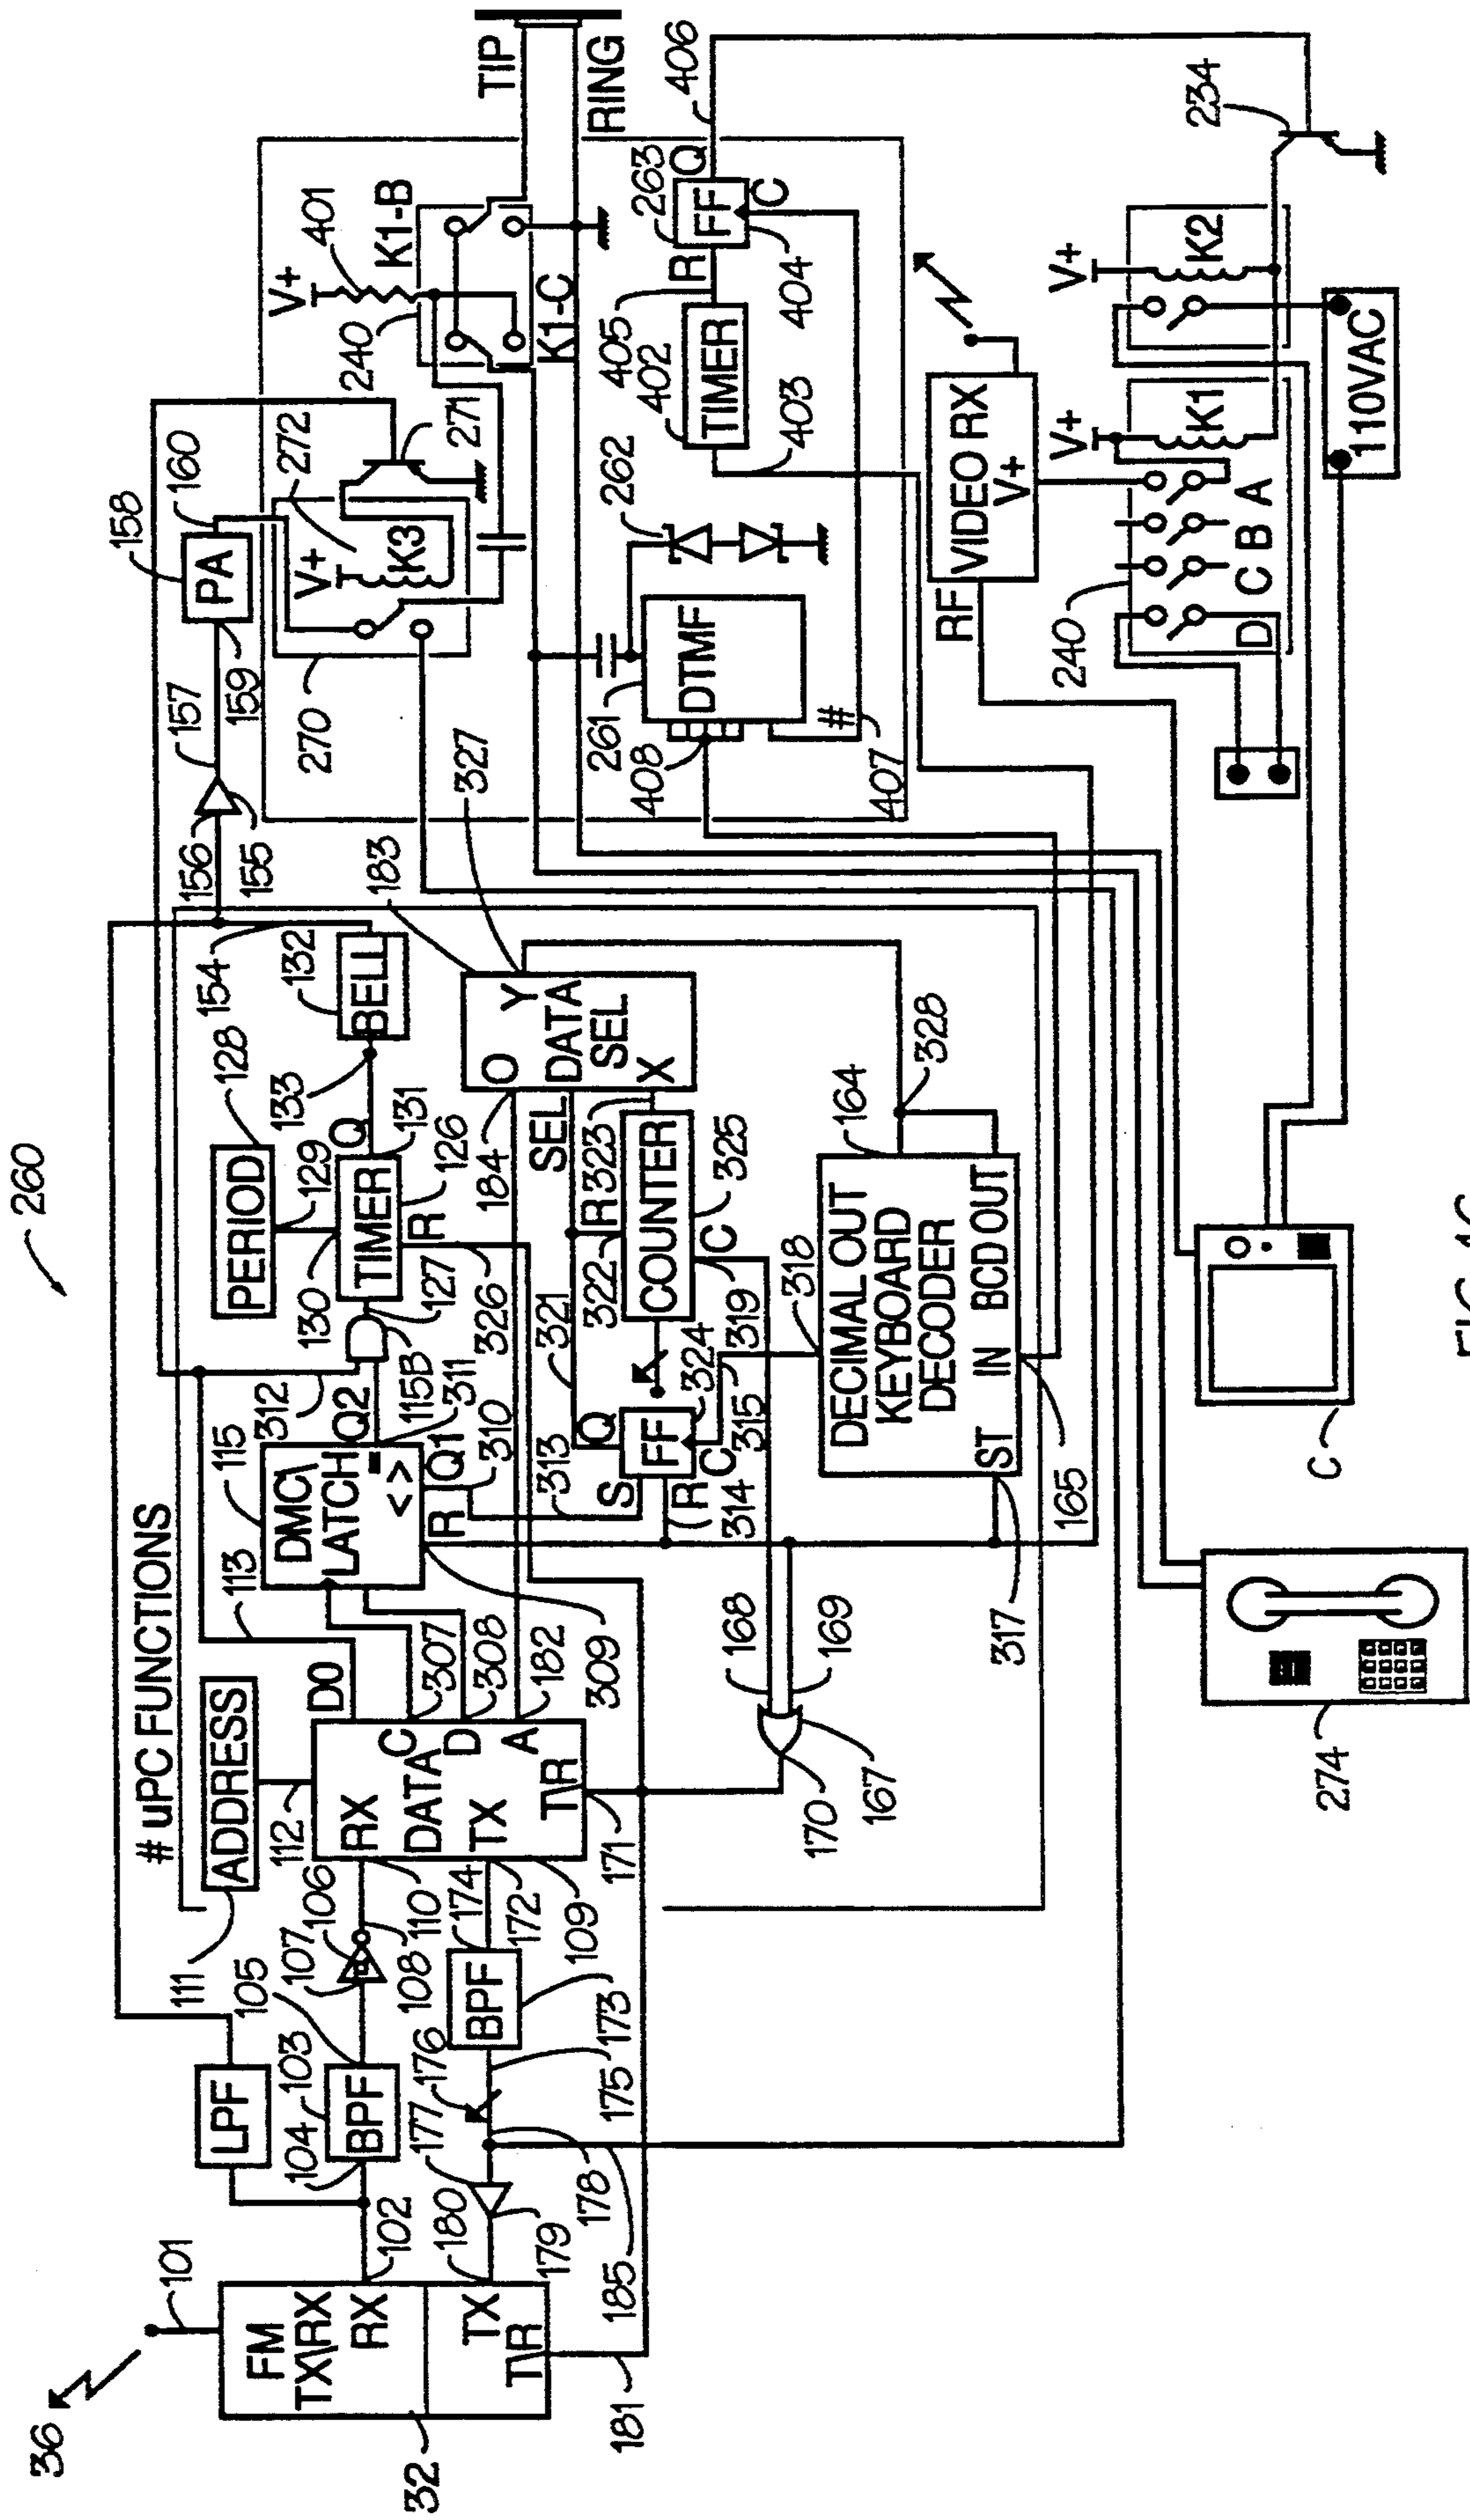 260
36
101
FM
TX\RX
RX
TX
T\R
32
181
102
180
179
178
185
LPF
104
103
BPF
105
177
176
175
173
BPF
174
172
107
106
108
110
109
111
ADDRESS
112
# uPC FUNCTIONS
RX
DATA
TX
C
D
A
T\R
D0
171
170
167
168
169
113
307
308
182
309
115
DMC\
LATCH
=
< >
R
Q1
Q2
310
311
312
115B
313
314
315
S
R
C
Q
FF
324
321
322
R
323
COUNTER
C
325
319
318
PERIOD
128
129
130
TIMER
127
126
R
326
Q
131
133
132
BELL
154
184
SEL
O
Y
DATA
SEL
X
183
327
DECIMAL OUT
KEYBOARD
DECODER
BCD OUT
IN
ST
164
328
165
317
156
155
157
158
PA
159
160
270
272
V+
K3
271
V+
401
240
K1-B
K1-C
TIP
RING
261
DTMF
408
#
407
262
402
TIMER
405
403
R
263
FF
Q
C
404
406
VIDEO RX
V+
RF
240
D C B A
V+
K1
V+
K2
234
110VAC
274
C